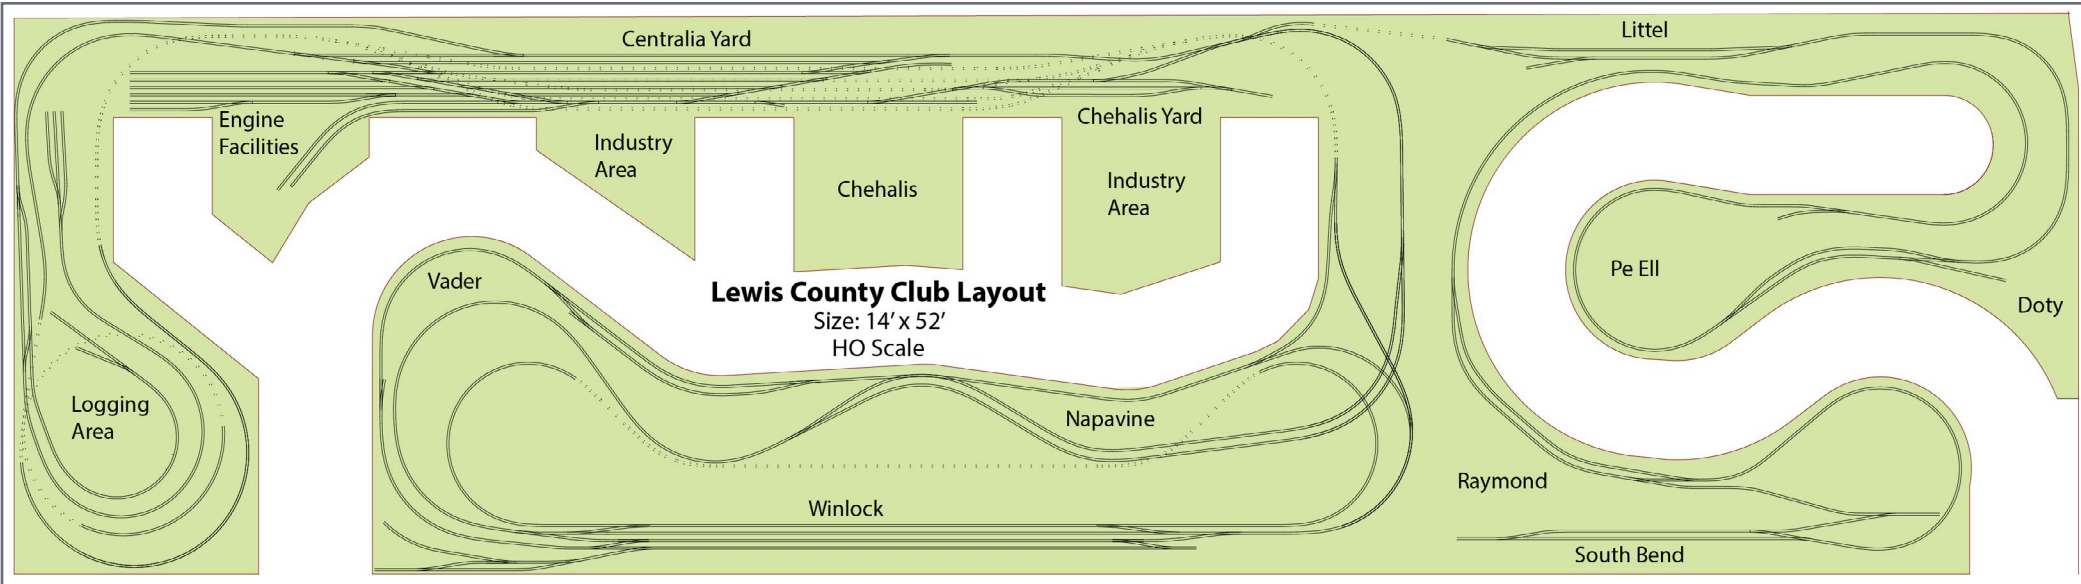 Centralia Yard
Littel
Engine
Facilities
Industry
Area
Chehalis
Chehalis Yard
Industry
Area
Vader
Lewis County Club Layout
Size: 14’ x 52’
HO Scale
Pe Ell
Doty
Logging
Area
Napavine
Winlock
Raymond
South Bend